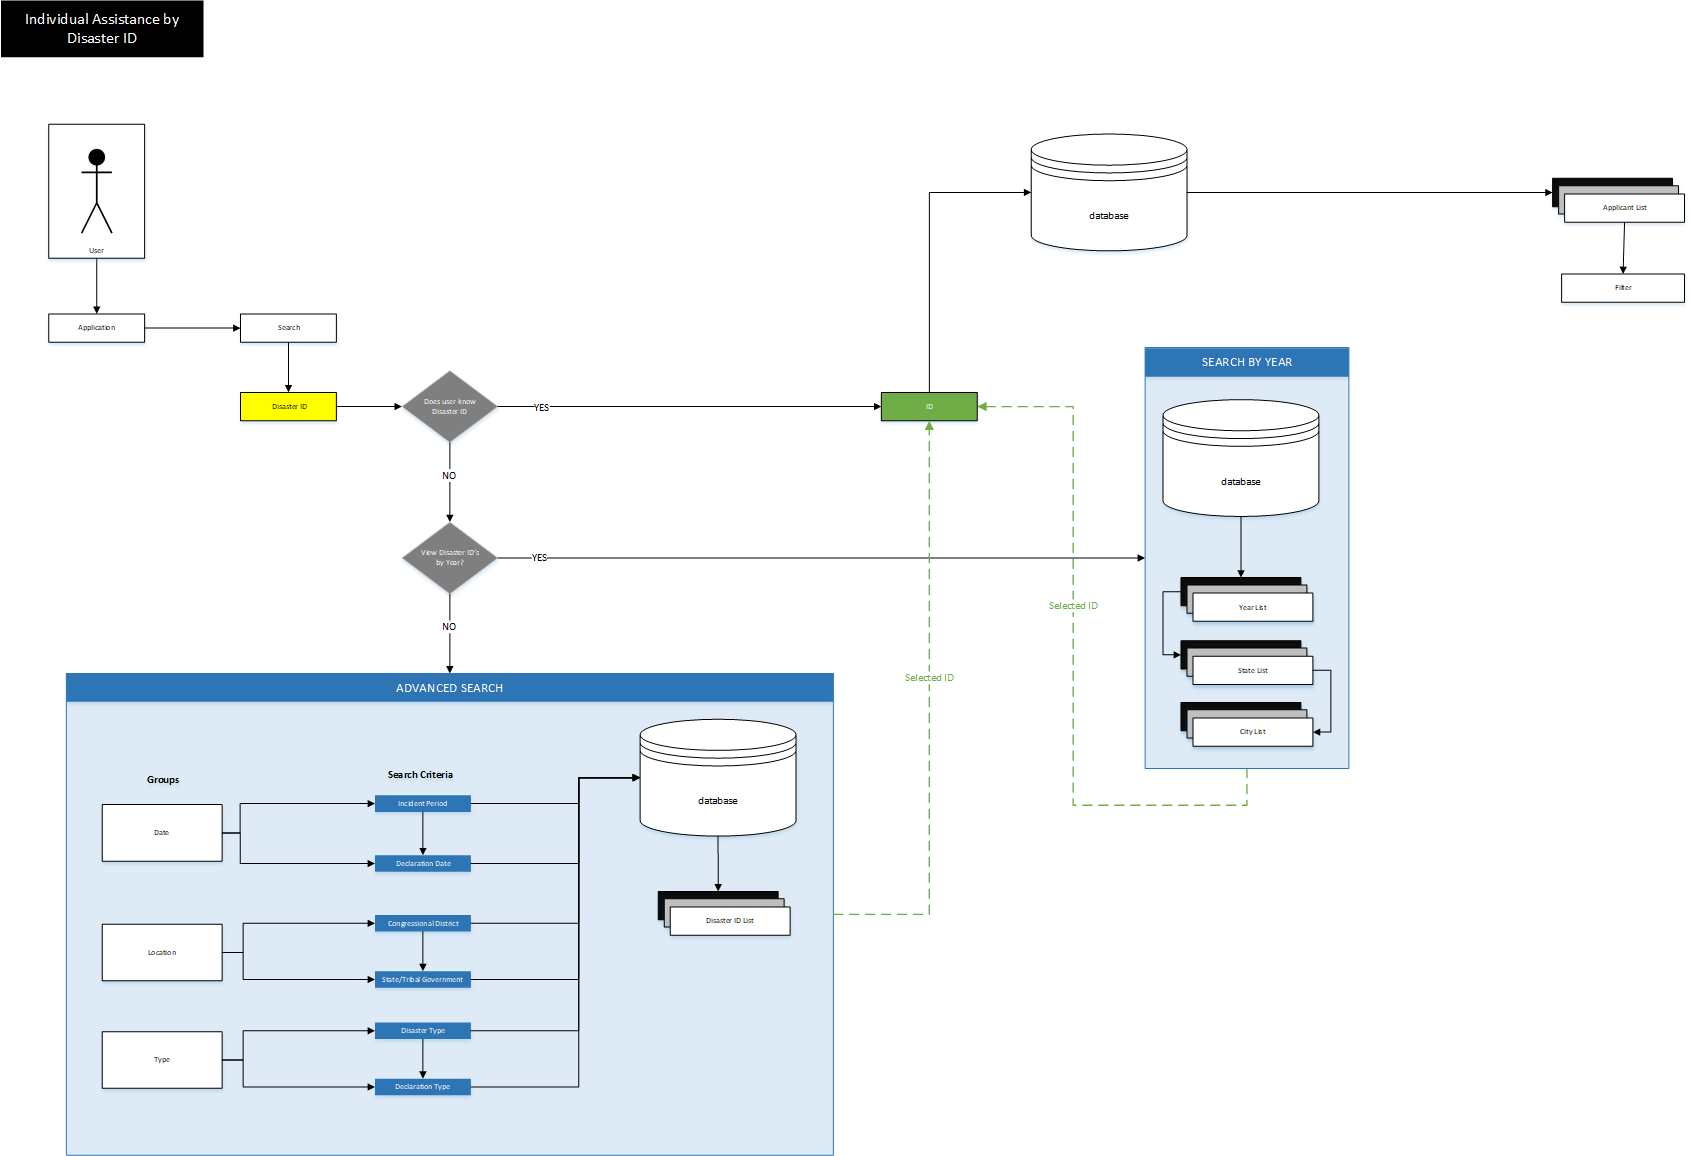 Individual Assistance by
Disaster ID
User
Application
Search
Disaster ID
Does user know
Disaster ID
YES
ID
database
Applicant List
Filter
NO
View Disaster ID's
by Year?
YES
NO
SEARCH BY YEAR
database
Year List
State List
City List
Selected ID
Selected ID
ADVANCED SEARCH
Groups
Search Criteria
Date
Incident Period
Declaration Date
Location
Congressional District
State/Tribal Government
Type
Disaster Type
Declaration Type
database
Disaster ID List